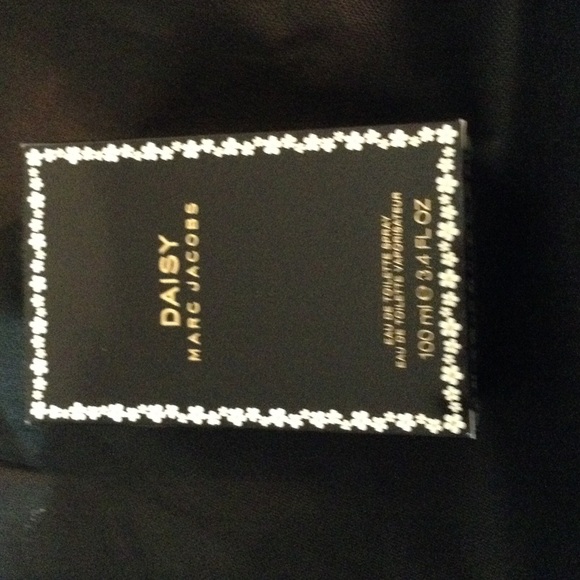 DAISY
MARC JACOBS
EAU DE TOILETTE SPRAY
EAU DE TOILETTE VAPORISATEUR
100 ml ℮ 3.4 FL OZ